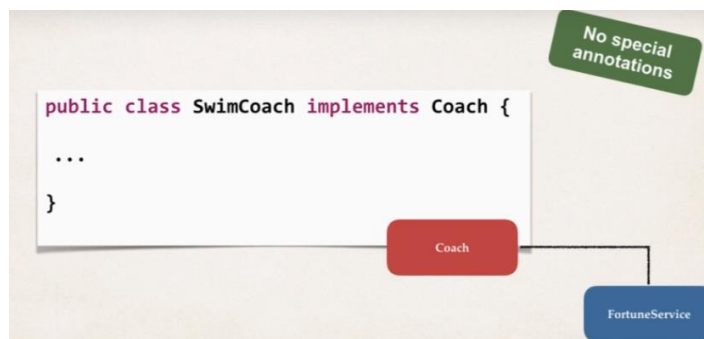 No special
annotations
public class SwimCoach implements Coach {
...
}
Coach
FortuneService